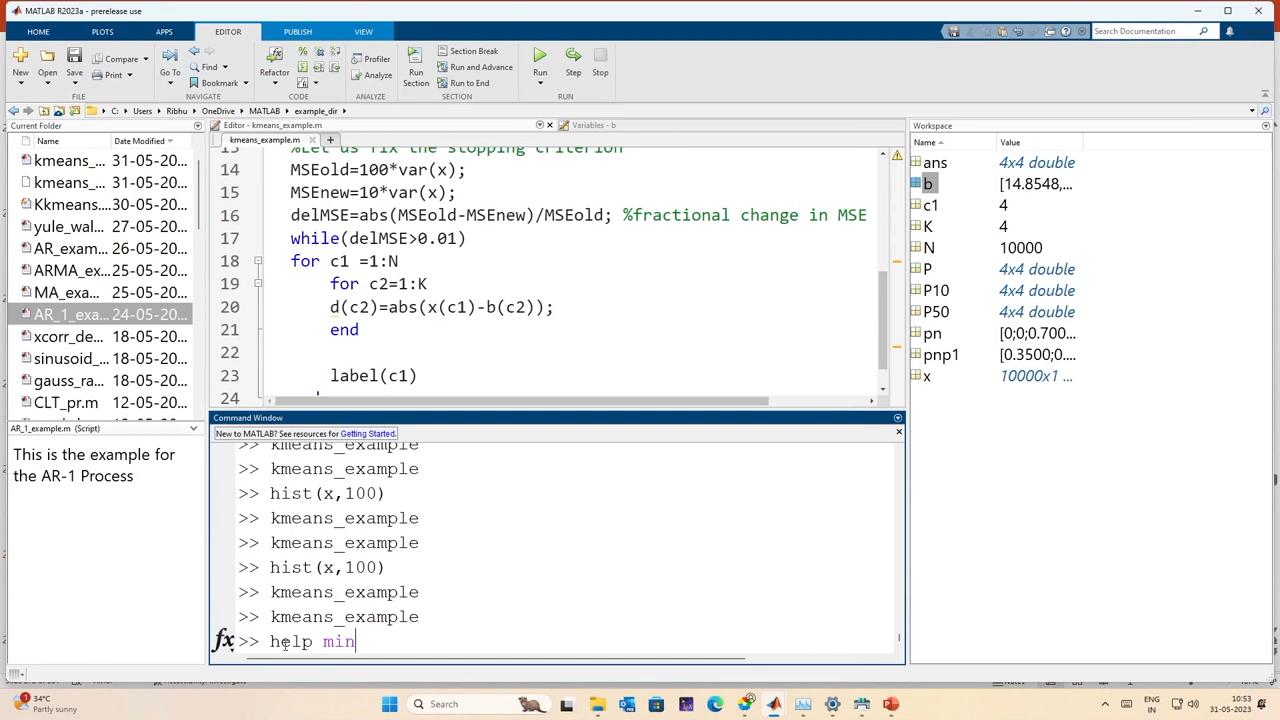 MATLAB R2023a - prerelease use
HOME PLOTS APPS EDITOR PUBLISH VIEW
Search Documentation
New Open Save Compare Print
Go To Find Bookmark
Refactor
Profiler Analyze
Run Section
Section Break
Run and Advance
Run to End
Run Step Stop
FILE NAVIGATE CODE ANALYZE SECTION RUN
C: Users Ribhu OneDrive MATLAB example_dir
Current Folder
Name Date Modified
kmeans_... 31-05-20...
kmeans_... 31-05-20...
Kkmeans... 30-05-20...
yule_wal... 27-05-20...
AR_exam... 26-05-20...
ARMA_ex... 25-05-20...
MA_exa... 25-05-20...
AR_1_exa... 24-05-20...
xcorr_de... 18-05-20...
sinusoid_... 18-05-20...
gauss_ra... 18-05-20...
CLT_pr.m 12-05-20...
AR_1_example.m (Script)
This is the example for
the AR-1 Process
Editor - kmeans_example.m
Variables - b
kmeans_example.m
%Let us fix the stopping criterion
14 MSEold=100*var(x);
15 MSEnew=10*var(x);
16 delMSE=abs(MSEold-MSEnew)/MSEold; %fractional change in MSE
17 while(delMSE>0.01)
18 for c1 =1:N
19 for c2=1:K
20 d(c2)=abs(x(c1)-b(c2));
21 end
22
23 label(c1)
24
Command Window
New to MATLAB? See resources for Getting Started.
>> kmeans_example
>> kmeans_example
>> hist(x,100)
>> kmeans_example
>> kmeans_example
>> hist(x,100)
>> kmeans_example
>> kmeans_example
fx >> help min
Workspace
Name Value
ans 4x4 double
b [14.8548,...
c1 4
K 4
N 10000
P 4x4 double
P10 4x4 double
P50 4x4 double
pn [0;0;0.700...
pnp1 [0.3500;0....
x 10000x1 ...
34°C
Partly sunny
Search
ENG
IN
10:53
31-05-2023